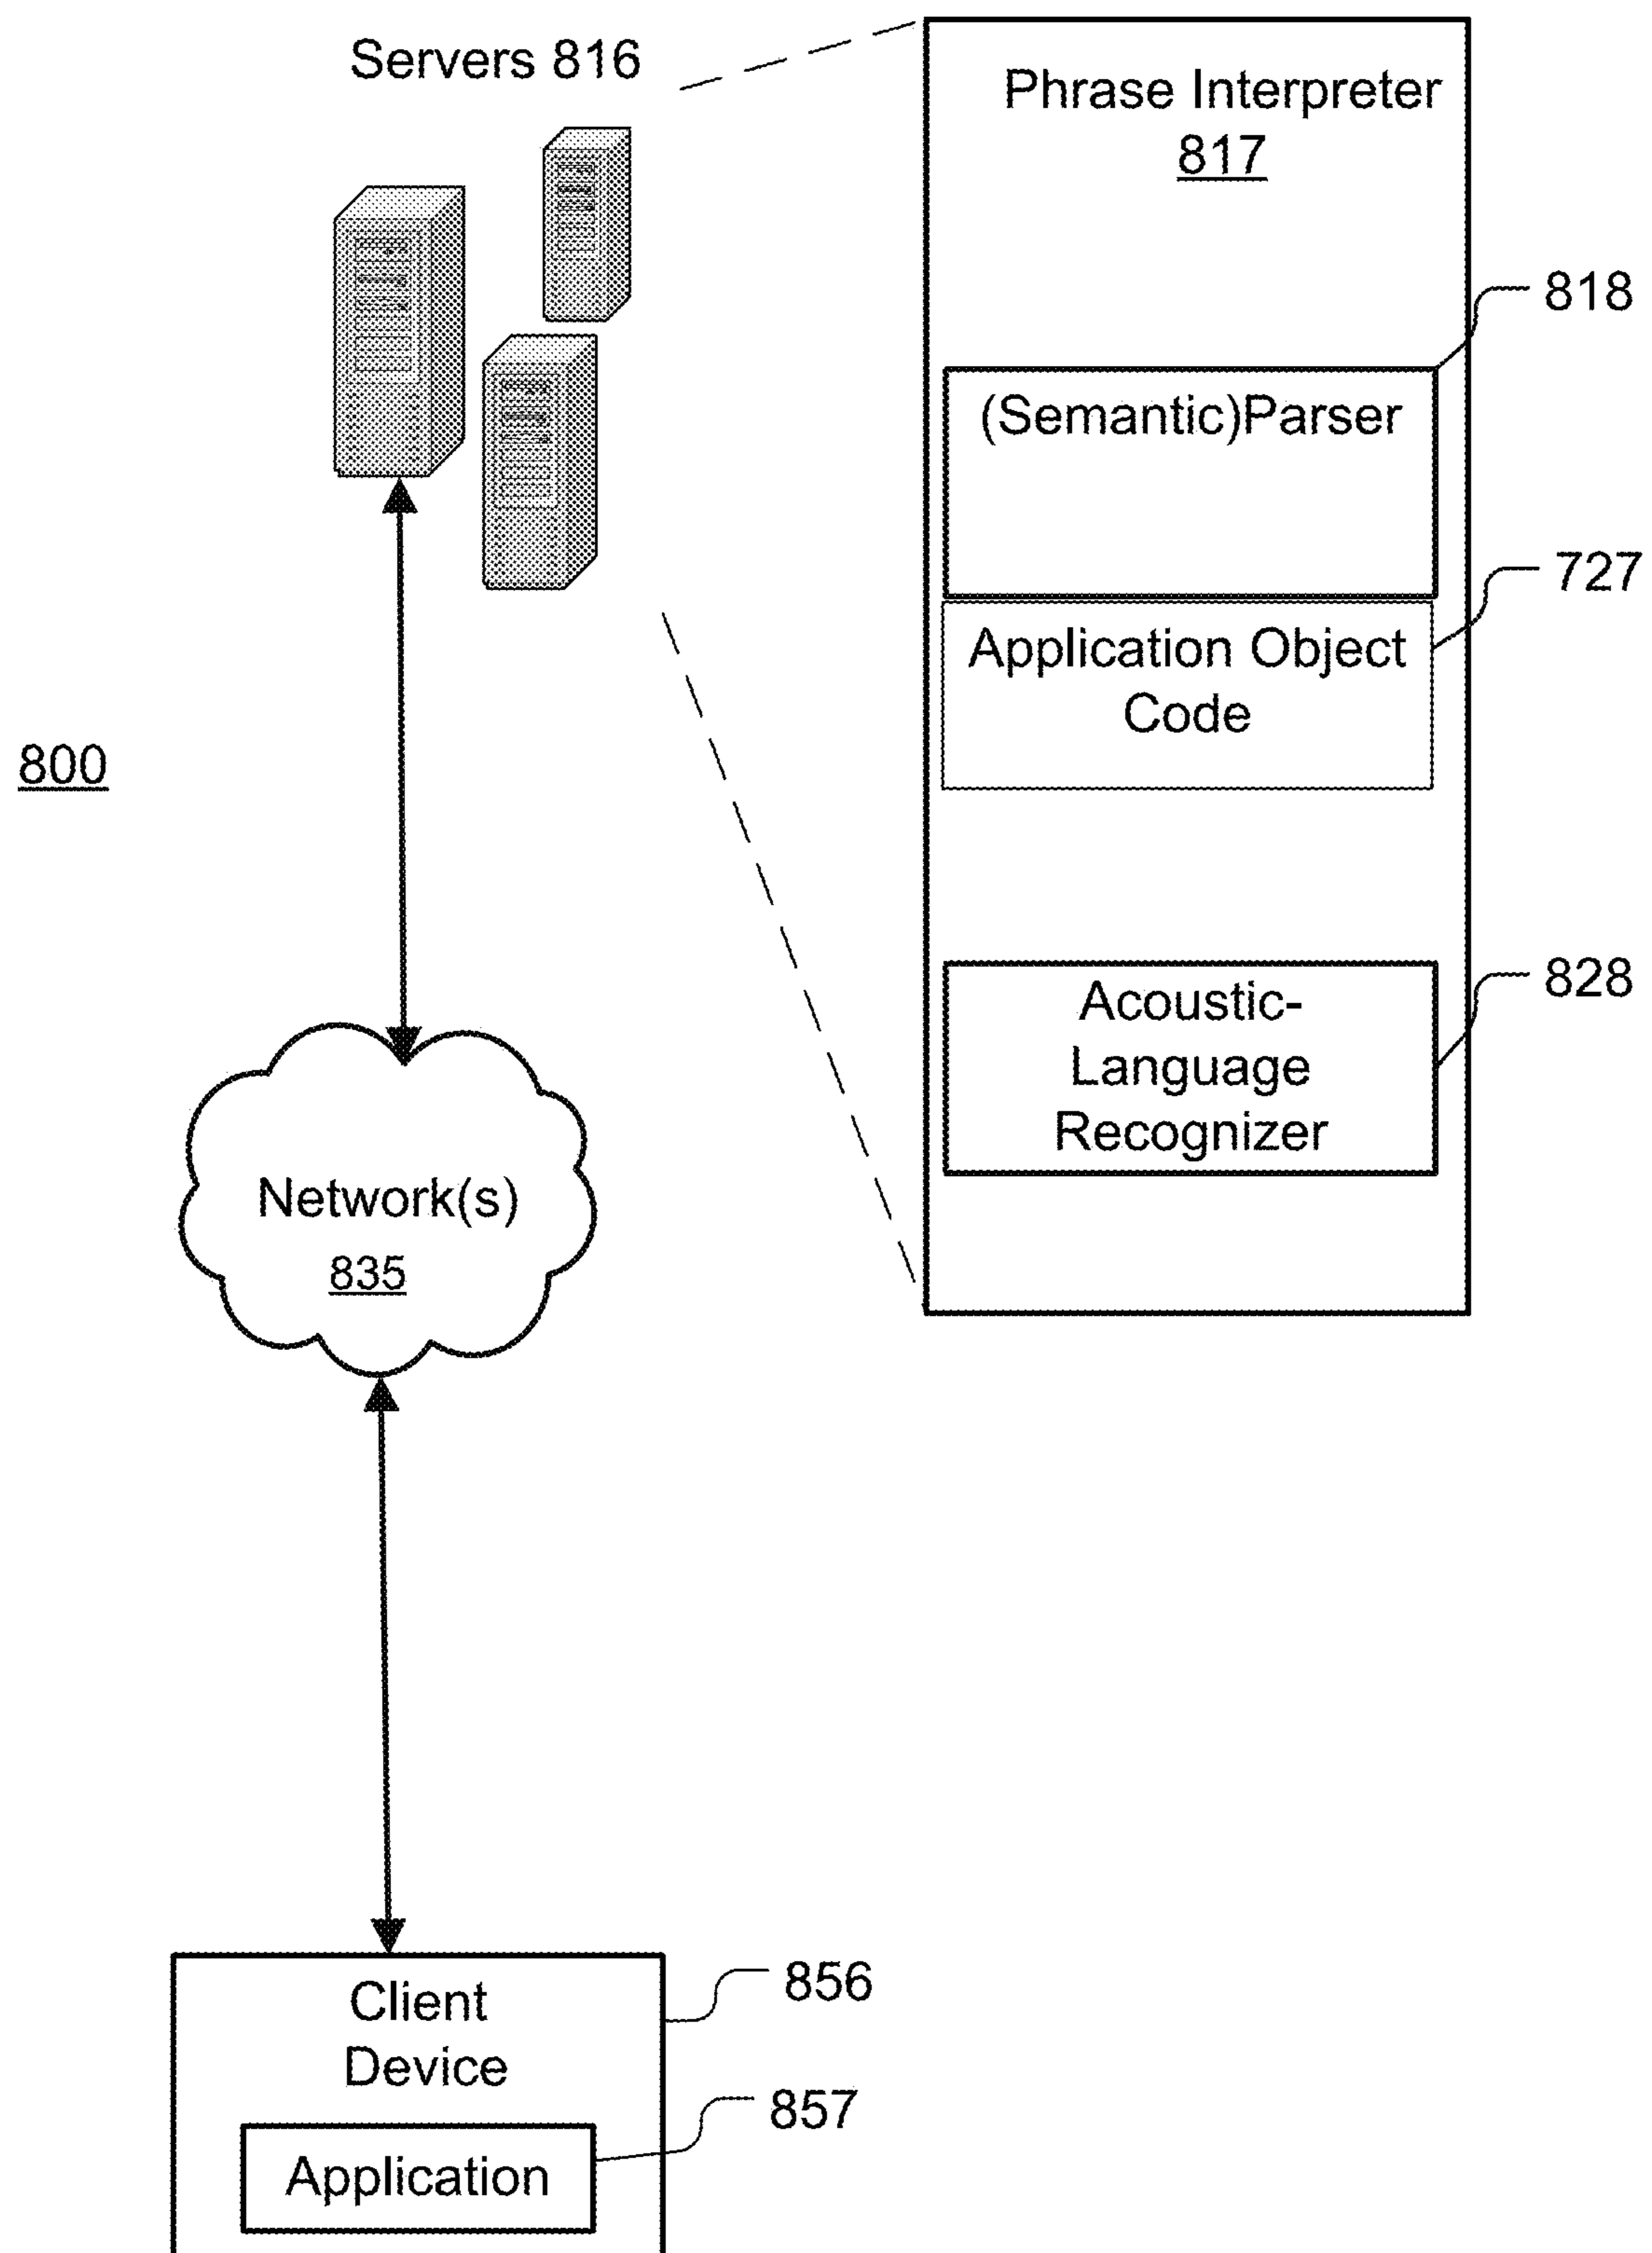 Servers 816
Phrase Interpreter
817
818
(Semantic)Parser
727
Application Object
Code
800
828
Acoustic-
Language
Recognizer
Network(s)
835
856
Client
Device
857
Application